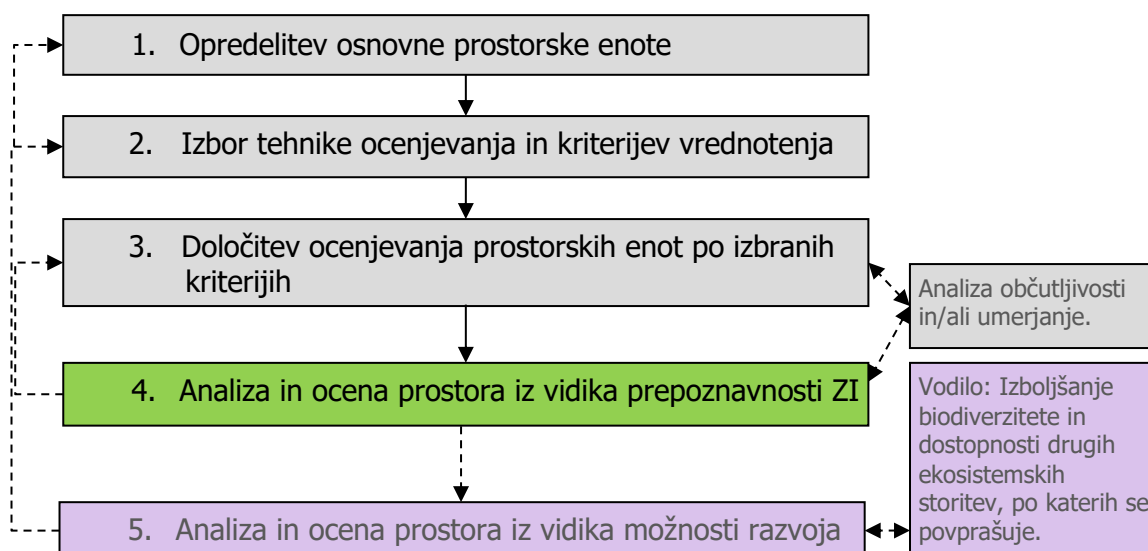 1. Opredelitev osnovne prostorske enote
2. Izbor tehnike ocenjevanja in kriterijev vrednotenja
3. Določitev ocenjevanja prostorskih enot po izbranih
kriterijih
Analiza občutljivosti
in/ali umerjanje.
4. Analiza in ocena prostora iz vidika prepoznavnosti ZI
Vodilo: Izboljšanje
biodiverzitete in
dostopnosti drugih
ekosistemskih
storitev, po katerih se
povprašuje.
5. Analiza in ocena prostora iz vidika možnosti razvoja